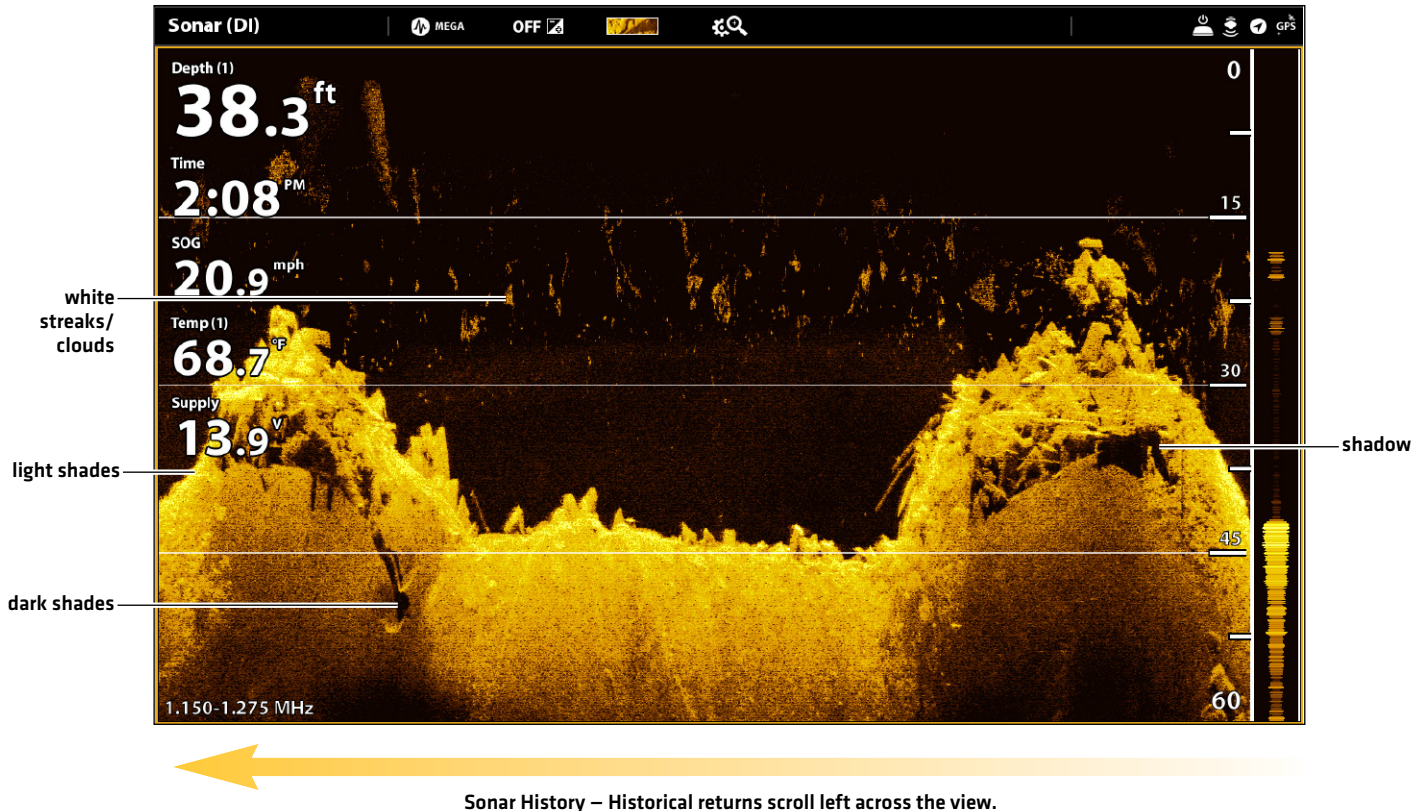 Sonar (DI)
MEGA
OFF
GPS
Depth (1)
38.3 ft
Time
2:08 PM
SOG
20.9 mph
Temp (1)
68.7 °F
Supply
13.9 V
0
15
30
45
60
1.150-1.275 MHz
white
streaks/
clouds
light shades
dark shades
shadow
Sonar History – Historical returns scroll left across the view.